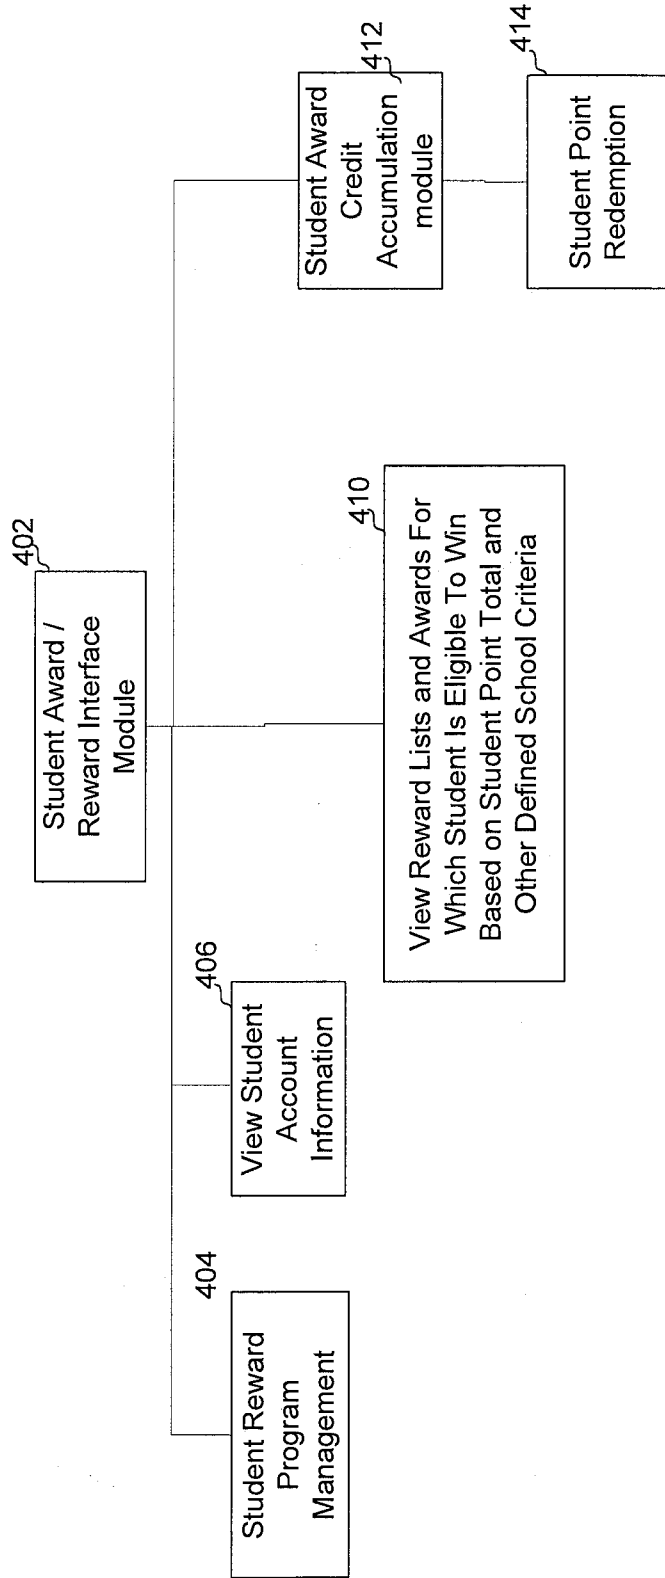 402
Student Award /
Reward Interface
Module
404
Student Reward
Program
Management
406
View Student
Account
Information
410
View Reward Lists and Awards For
Which Student Is Eligible To Win
Based on Student Point Total and
Other Defined School Criteria
412
Student Award
Credit
Accumulation
module
414
Student Point
Redemption